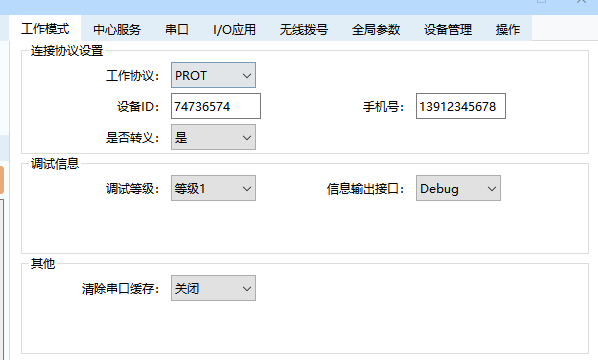 工作模式 中心服务 串口 I/O应用 无线拨号 全局参数 设备管理 操作
连接协议设置
工作协议： PROT
设备ID： 74736574 手机号： 13912345678
是否转义： 是
调试信息
调试等级： 等级1 信息输出接口： Debug
其他
清除串口缓存： 关闭